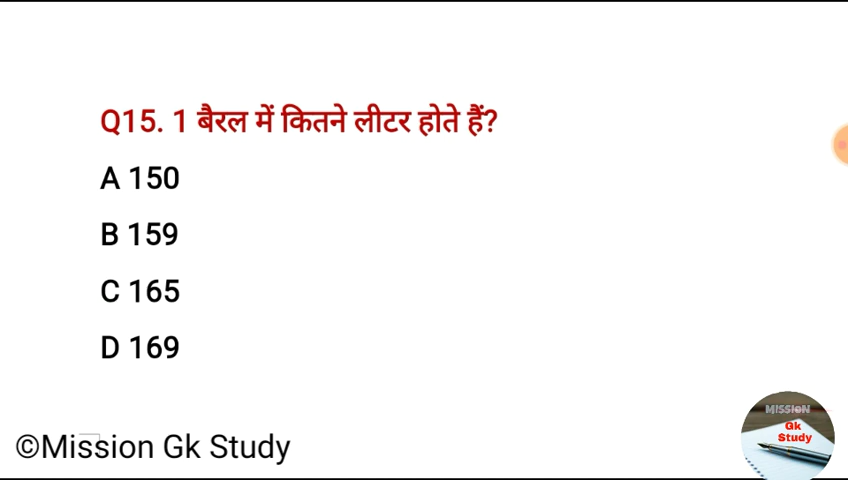 Q15. 1 बैरल में कितने लीटर होते हैं?
A 150
B 159
C 165
D 169
©Mission Gk Study
MISSION
Gk
Study